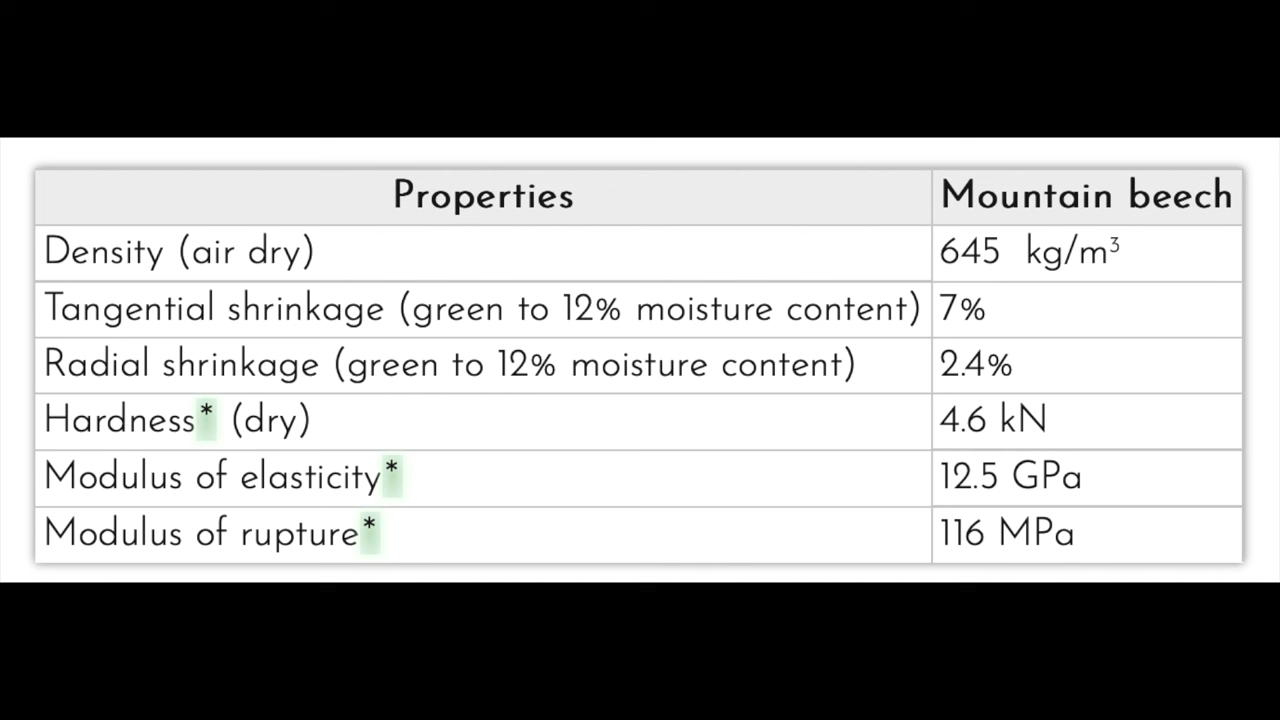 Properties Mountain beech
Density (air dry) 645 kg/m³
Tangential shrinkage (green to 12% moisture content) 7%
Radial shrinkage (green to 12% moisture content) 2.4%
Hardness* (dry) 4.6 kN
Modulus of elasticity* 12.5 GPa
Modulus of rupture* 116 MPa